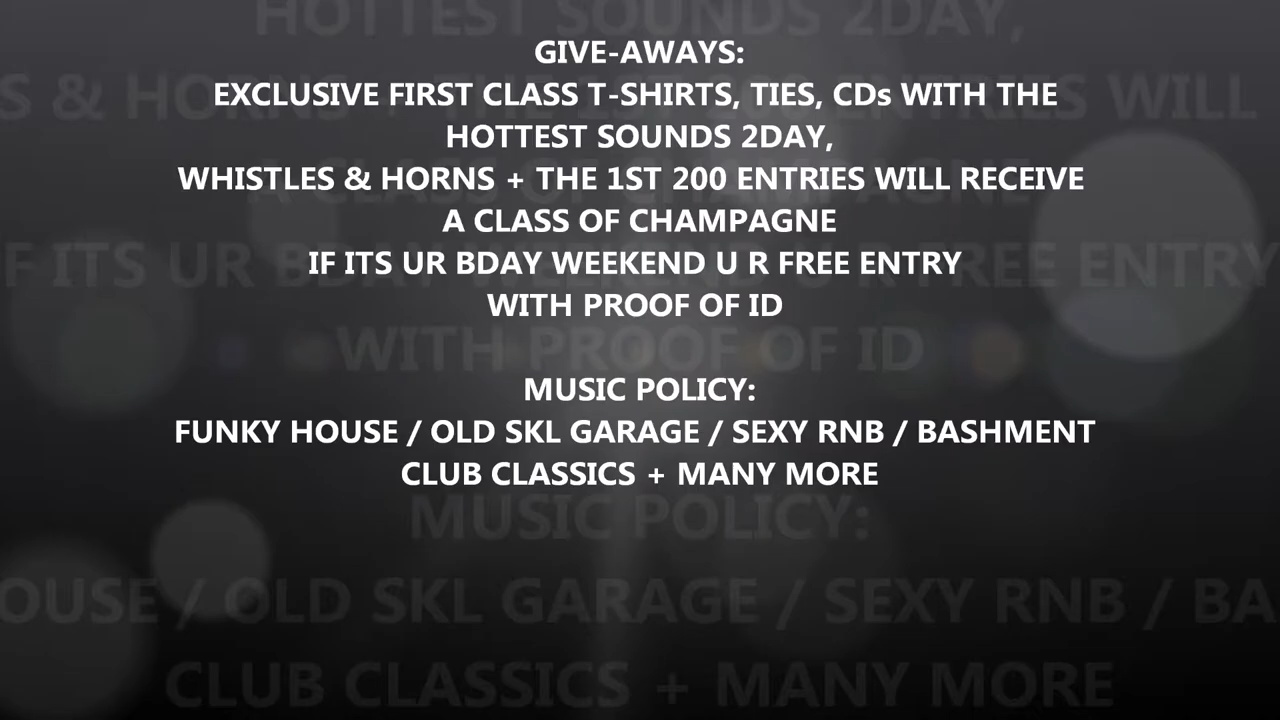 GIVE-AWAYS:
EXCLUSIVE FIRST CLASS T-SHIRTS, TIES, CDs WITH THE
HOTTEST SOUNDS 2DAY,
WHISTLES & HORNS + THE 1ST 200 ENTRIES WILL RECEIVE
A CLASS OF CHAMPAGNE
IF ITS UR BDAY WEEKEND U R FREE ENTRY
WITH PROOF OF ID
MUSIC POLICY:
FUNKY HOUSE / OLD SKL GARAGE / SEXY RNB / BASHMENT
CLUB CLASSICS + MANY MORE